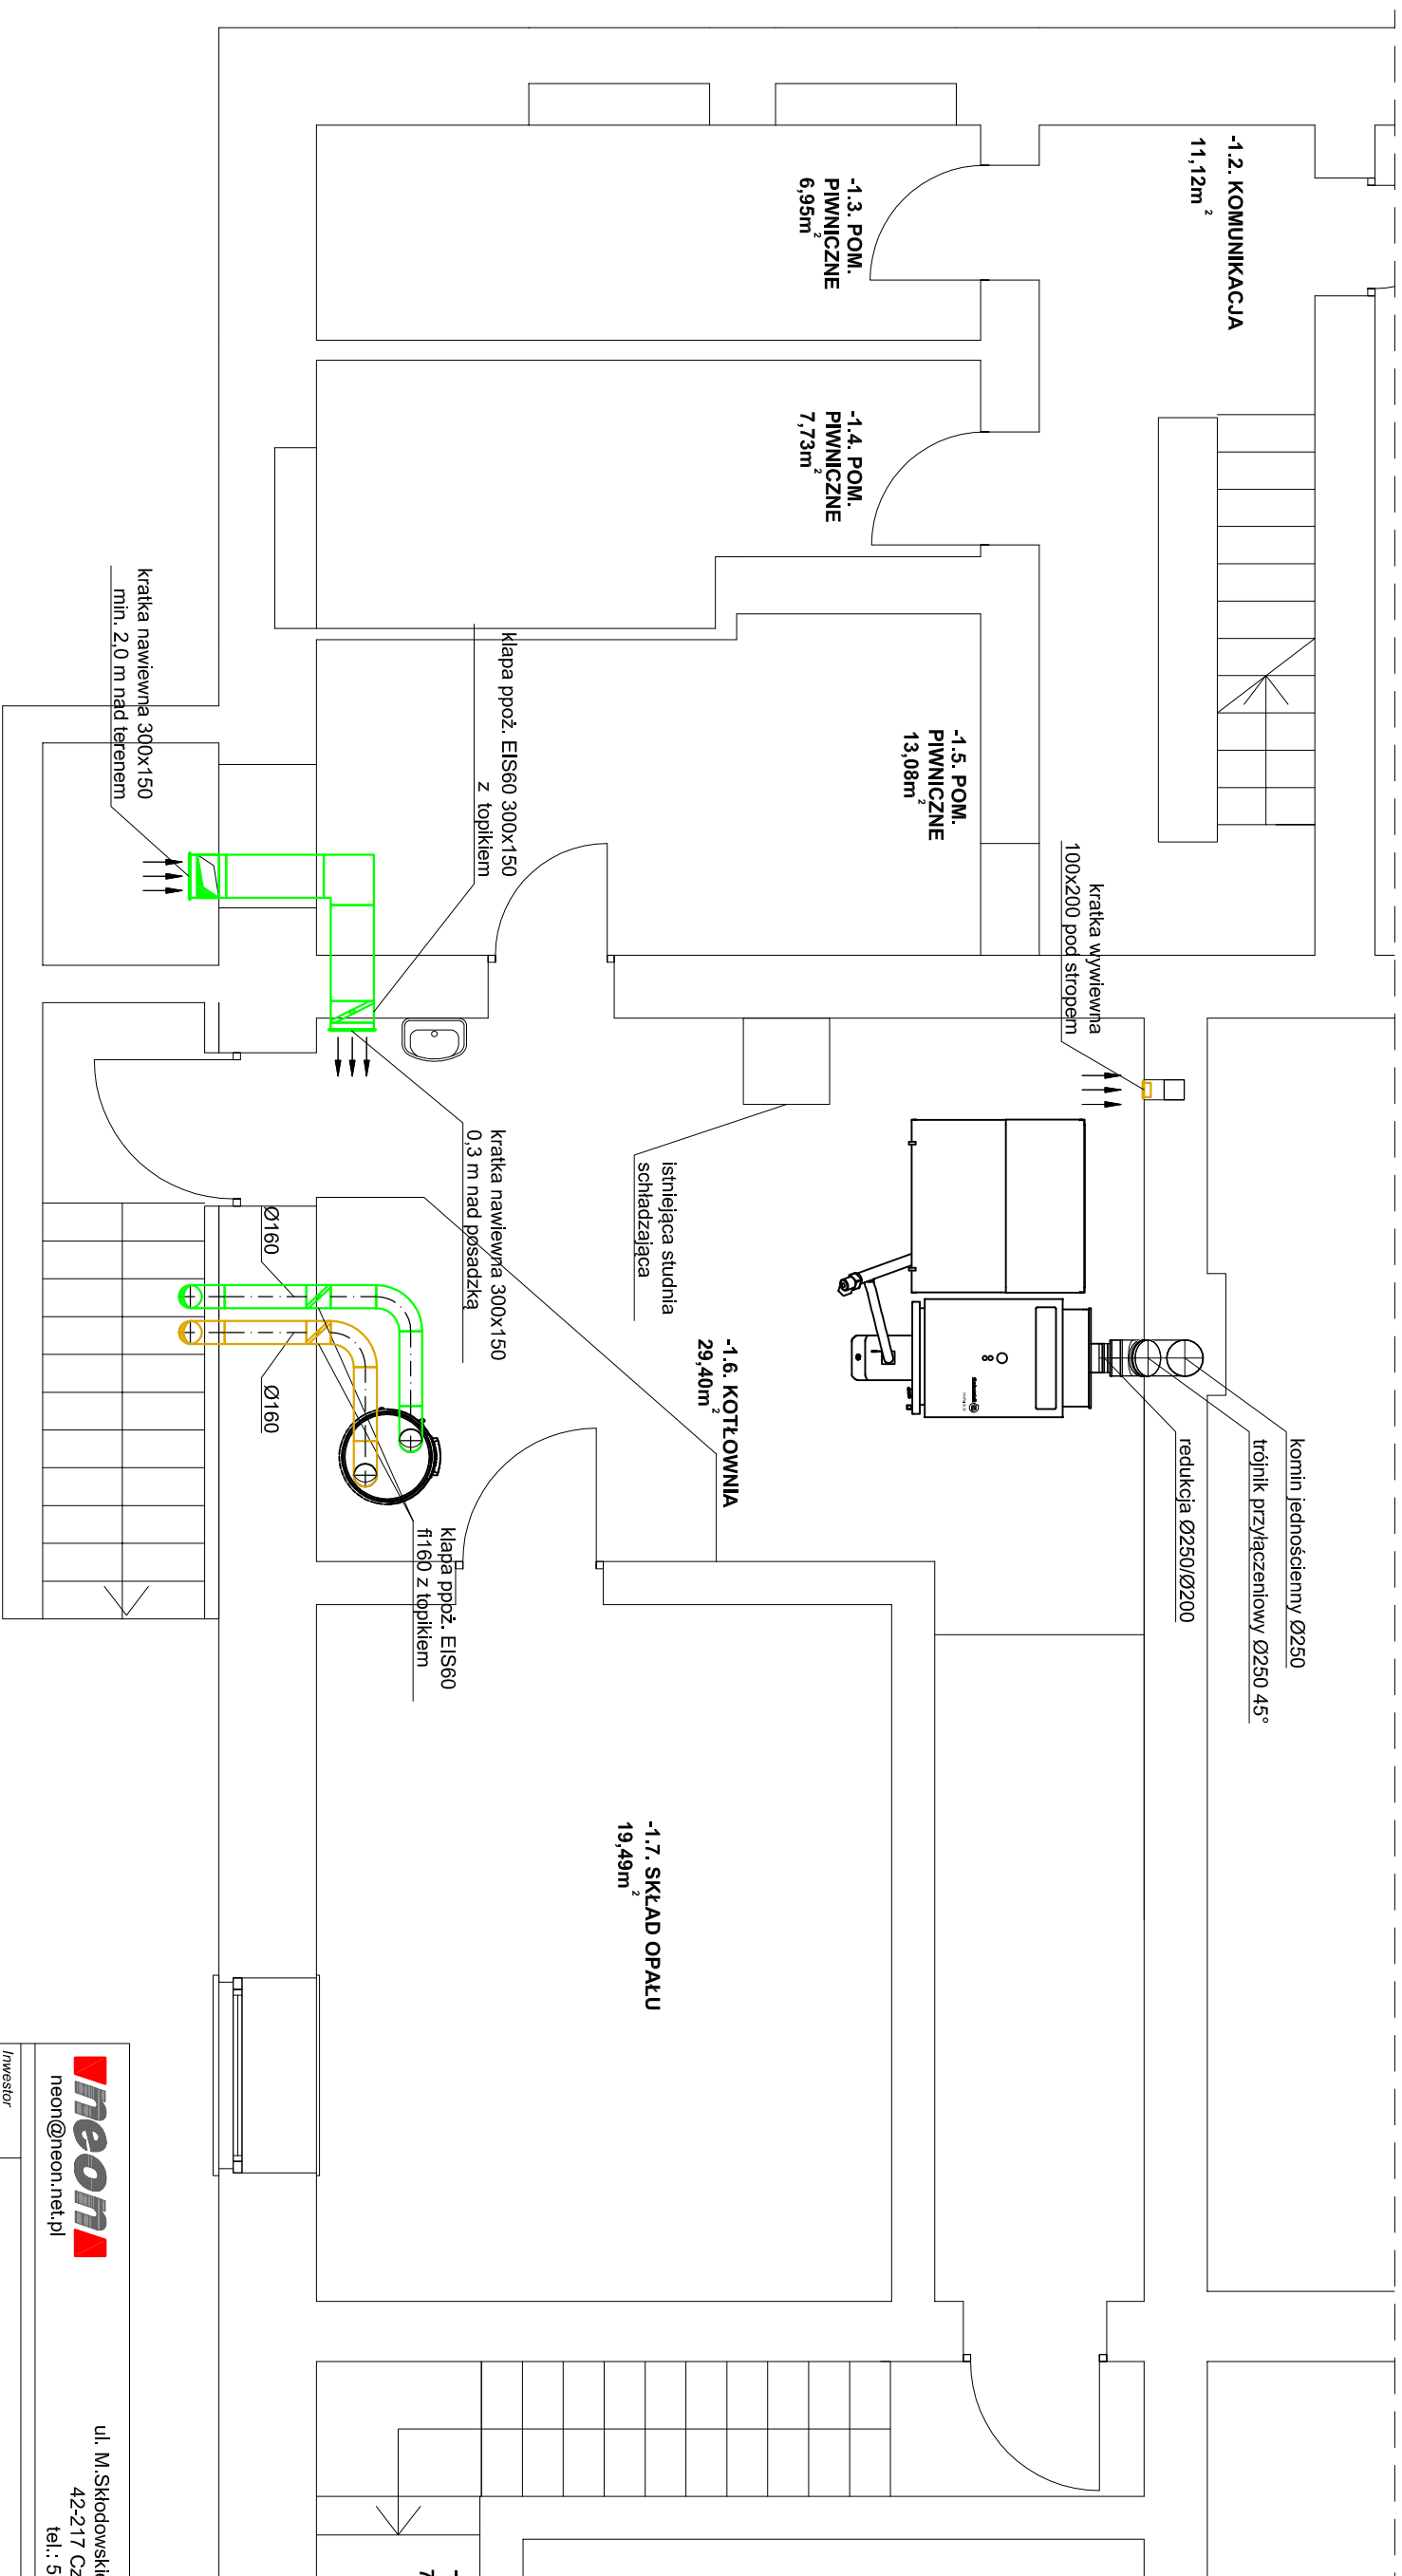 -1.2. KOMUNIKACJA
11,12m²
-1.3. POM.
PIWNICZNE
6,95m²
-1.4. POM.
PIWNICZNE
7,73m²
-1.5. POM.
PIWNICZNE
13,08m²
kratka wywiewna
100x200 pod stropem
klapa ppoż. EIS60 300x150
z topikiem
kratka nawiewna 300x150
min. 2,0 m nad terenem
komin jednościenny Ø250
trójnik przyłączeniowy Ø250 45°
redukcja Ø250/Ø200
istniejąca studnia
schładzająca
-1.6. KOTŁOWNIA
29,40m²
kratka nawiewna 300x150
0,3 m nad posadzką
Ø160
Ø160
klapa ppoż. EIS60
fi160 z topikiem
-1.7. SKŁAD OPAŁU
19,49m²
neon
neon@neon.net.pl
ul. M.Skłodowskie
42-217 Cz
tel.: 5
Inwestor